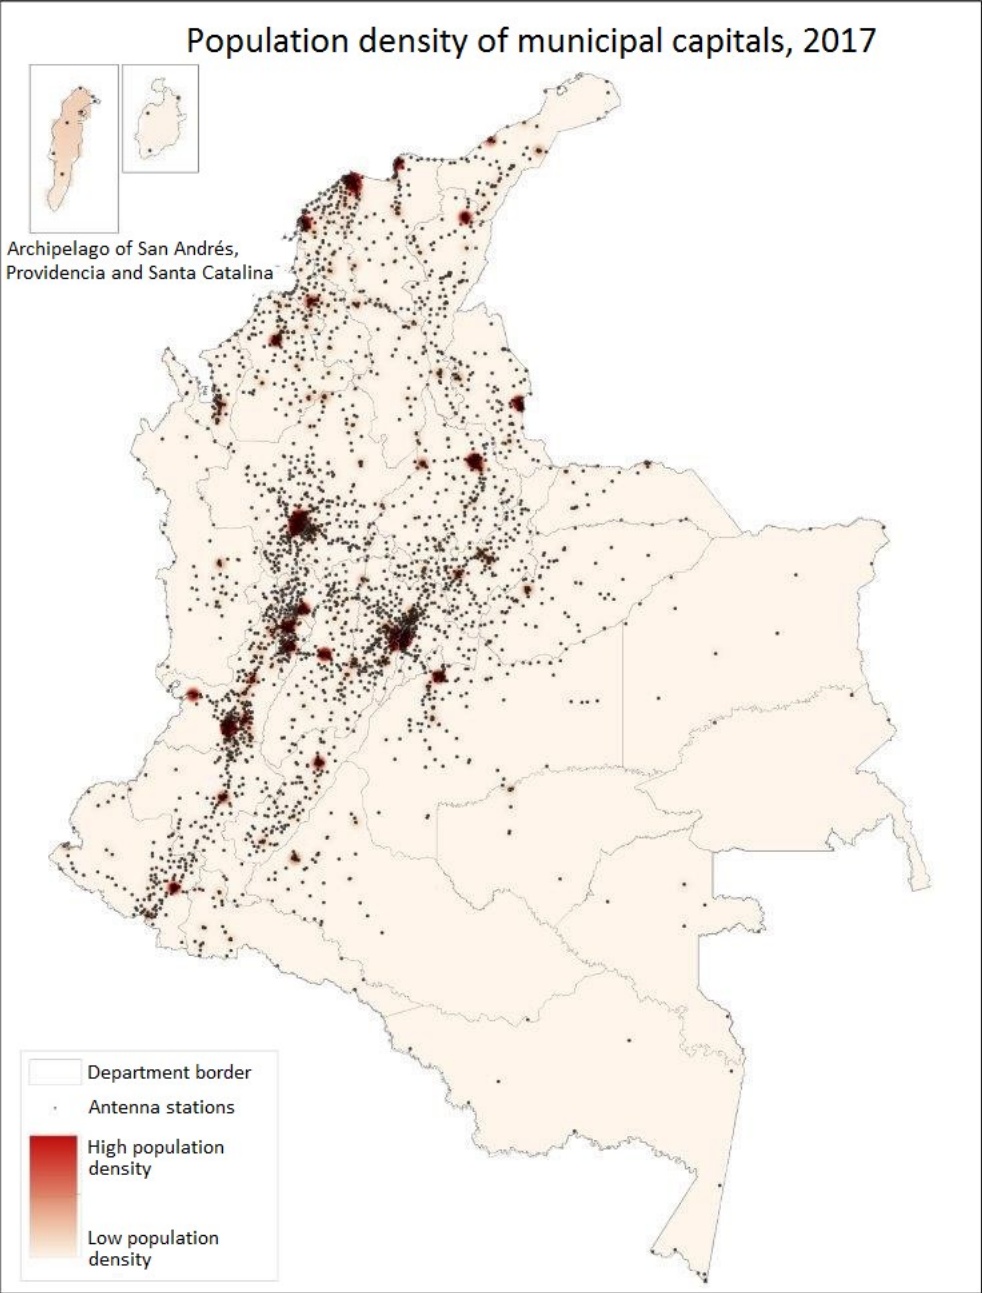 Population density of municipal capitals, 2017
Archipelago of San Andrés,
Providencia and Santa Catalina
Department border
Antenna stations
High population
density
Low population
density